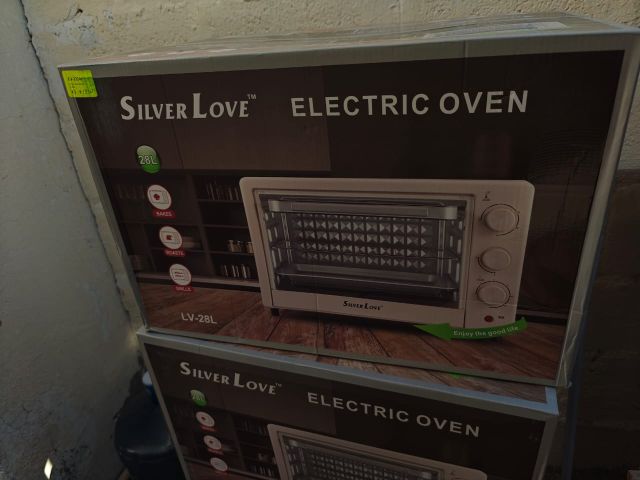 SILVER LOVE™ ELECTRIC OVEN
28L
BAKES
ROASTS
GRILLS
SILVER LOVE
LV-28L
Enjoy the good life
SILVER LOVE™ ELECTRIC OVEN
28L